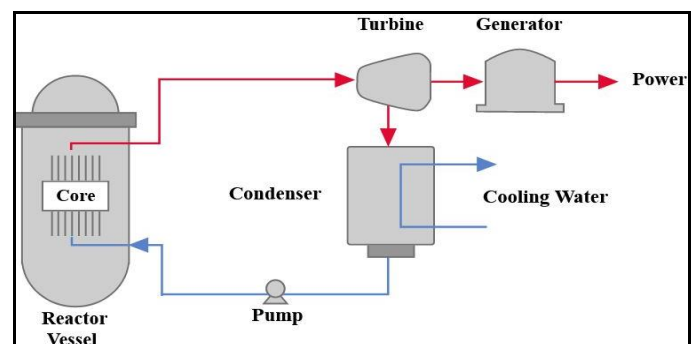 Turbine
Generator
Power
Core
Condenser
Cooling Water
Pump
Reactor
Vessel